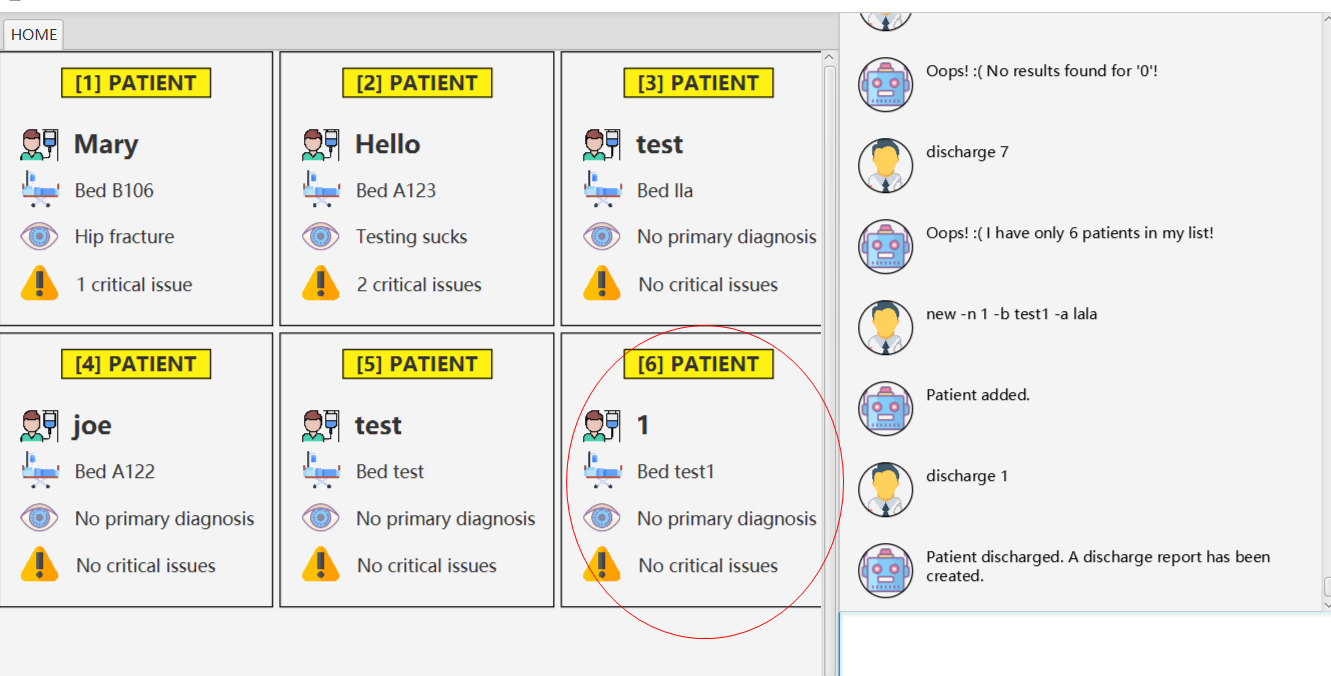 HOME
[1] PATIENT
Mary
Bed B106
Hip fracture
1 critical issue
[2] PATIENT
Hello
Bed A123
Testing sucks
2 critical issues
[3] PATIENT
test
Bed lla
No primary diagnosis
No critical issues
[4] PATIENT
joe
Bed A122
No primary diagnosis
No critical issues
[5] PATIENT
test
Bed test
No primary diagnosis
No critical issues
[6] PATIENT
1
Bed test1
No primary diagnosis
No critical issues
Oops! :( No results found for '0'!
discharge 7
Oops! :( I have only 6 patients in my list!
new -n 1 -b test1 -a lala
Patient added.
discharge 1
Patient discharged. A discharge report has been
created.